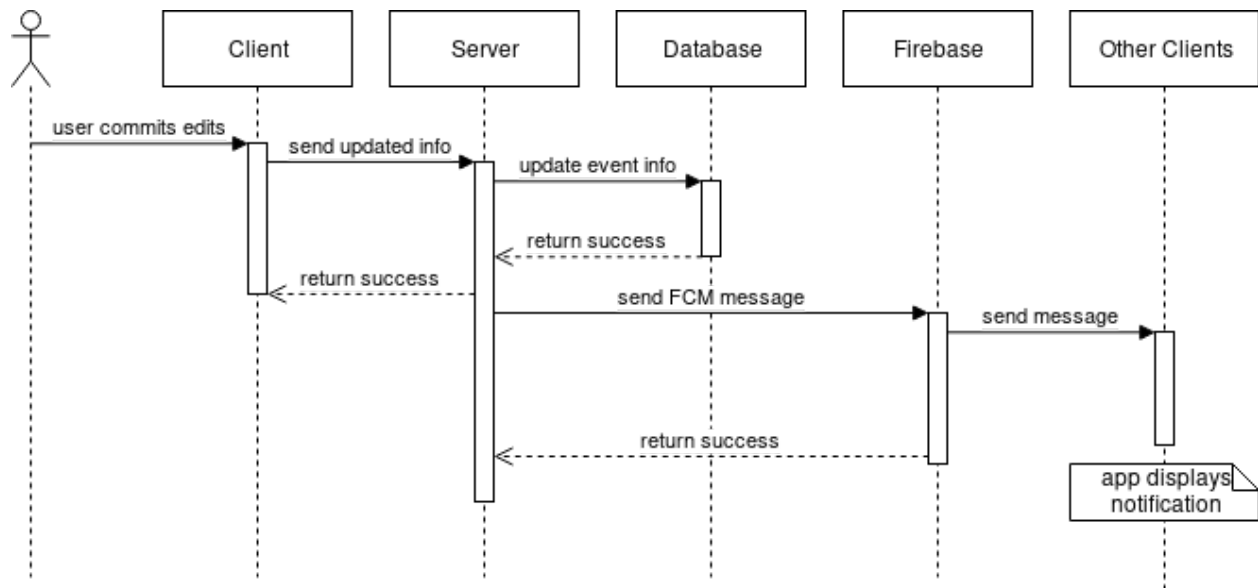 Client
Server
Database
Firebase
Other Clients
user commits edits
send updated info
update event info
return success
return success
send FCM message
send message
return success
app displays
notification